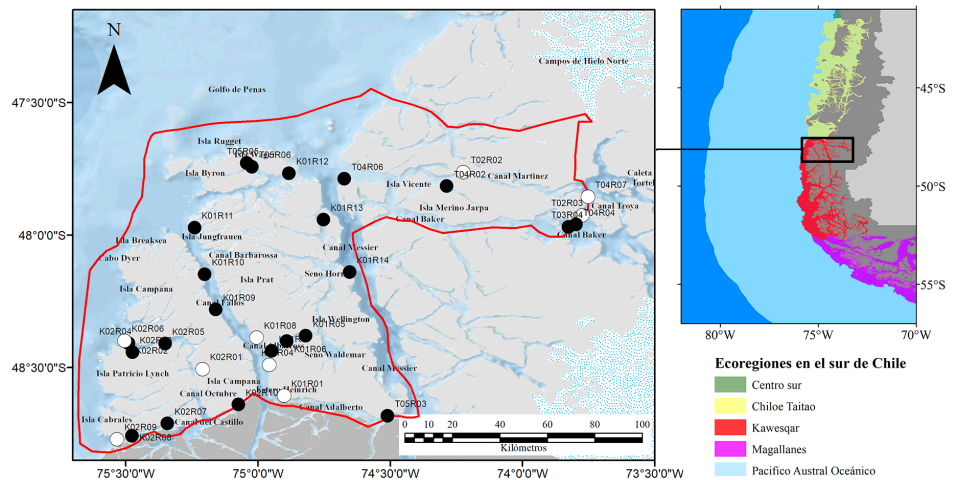 N
Campos de Hielo Norte
Golfo de Penas
47°30'0"S
48°0'0"S
48°30'0"S
Isla Rugget
T05R05
T05R06
K01R12
Isla Byron
T04R06
T02R02
T04R02
Canal Martinez
Isla Vicente
Caleta Tortel
T04R07
T02R03
Canal Troya
T03R04
T04R04
Canal Baker
Isla Merino Jarpa
Canal Baker
K01R13
K01R11
Isla Jungfrauen
Isla Breaksea
Cabo Dyer
Canal Barbarossa
Canal Messier
K01R10
K01R14
Seno Horn
Isla Prat
Isla Campana
K01R09
Canal Fallos
Isla Wellington
K02R04
K02R06
K02R05
K02R02
K01R08
K01R05
K01R06
Seno Waldemar
K02R01
Isla Patricio Lynch
Isla Campana
Canal Messier
K01R01
Estero Heinrich
Canal Octubre
K02R10
Canal Adalberto
T05R03
Isla Cabrales
K02R07
Canal del Castillo
K02R09
K02R08
0 10 20 40 60 80 100
Kilómetros
75°30'0"W
75°0'0"W
74°30'0"W
74°0'0"W
73°30'0"W
45°S
50°S
55°S
80°W
75°W
70°W
Ecoregiones en el sur de Chile
Centro sur
Chiloe Taitao
Kawesqar
Magallanes
Pacifico Austral Oceánico